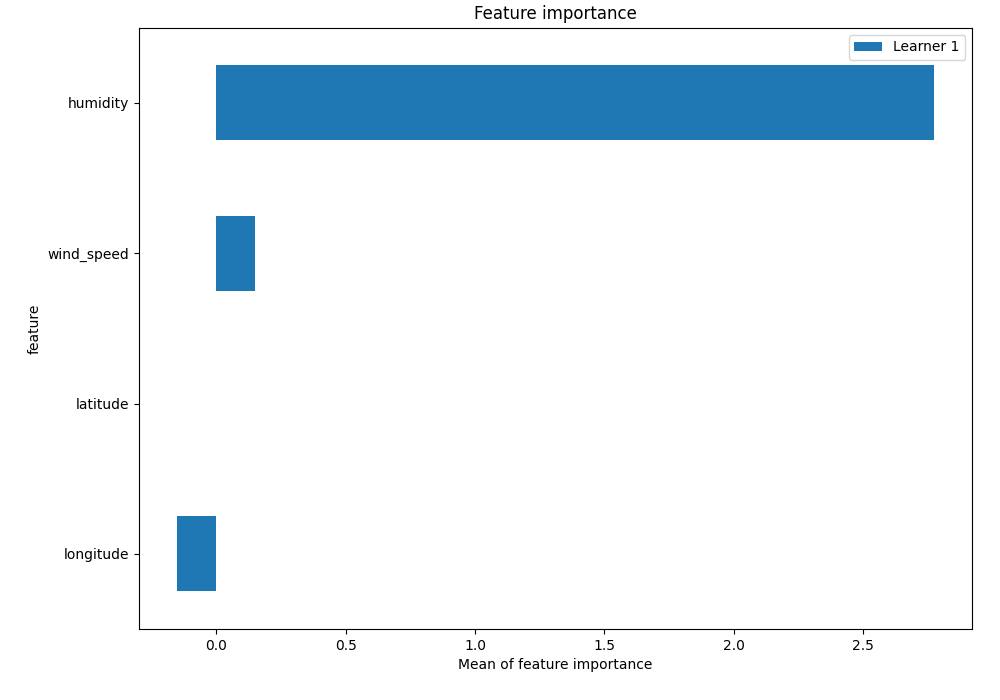 Feature importance
Learner 1
humidity
wind_speed
latitude
longitude
feature
0.0 0.5 1.0 1.5 2.0 2.5
Mean of feature importance